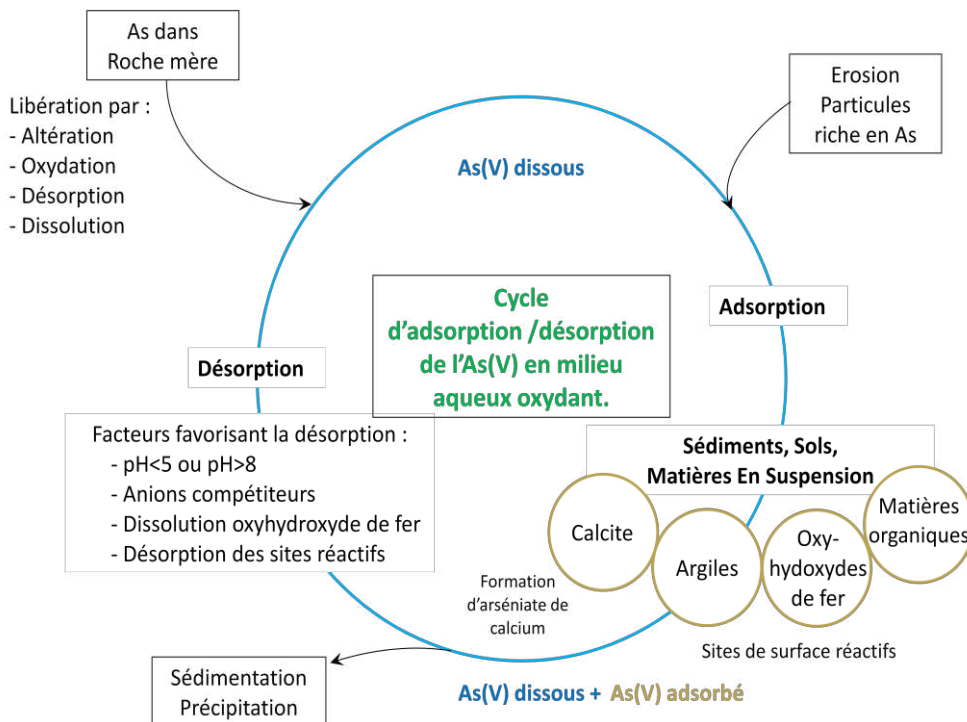 As dans
Roche mère
Libération par :
- Altération
- Oxydation
- Désorption
- Dissolution
Erosion
Particules
riche en As
As(V) dissous
Adsorption
Cycle
d’adsorption /désorption
de l’As(V) en milieu
aqueux oxydant.
Désorption
Facteurs favorisant la désorption :
- pH<5 ou pH>8
- Anions compétiteurs
- Dissolution oxyhydroxyde de fer
- Désorption des sites réactifs
Sédiments, Sols,
Matières En Suspension
Calcite
Argiles
Oxy-
hydoxydes
de fer
Matières
organiques
Formation
d’arséniate de
calcium
Sites de surface réactifs
Sédimentation
Précipitation
As(V) dissous + As(V) adsorbé